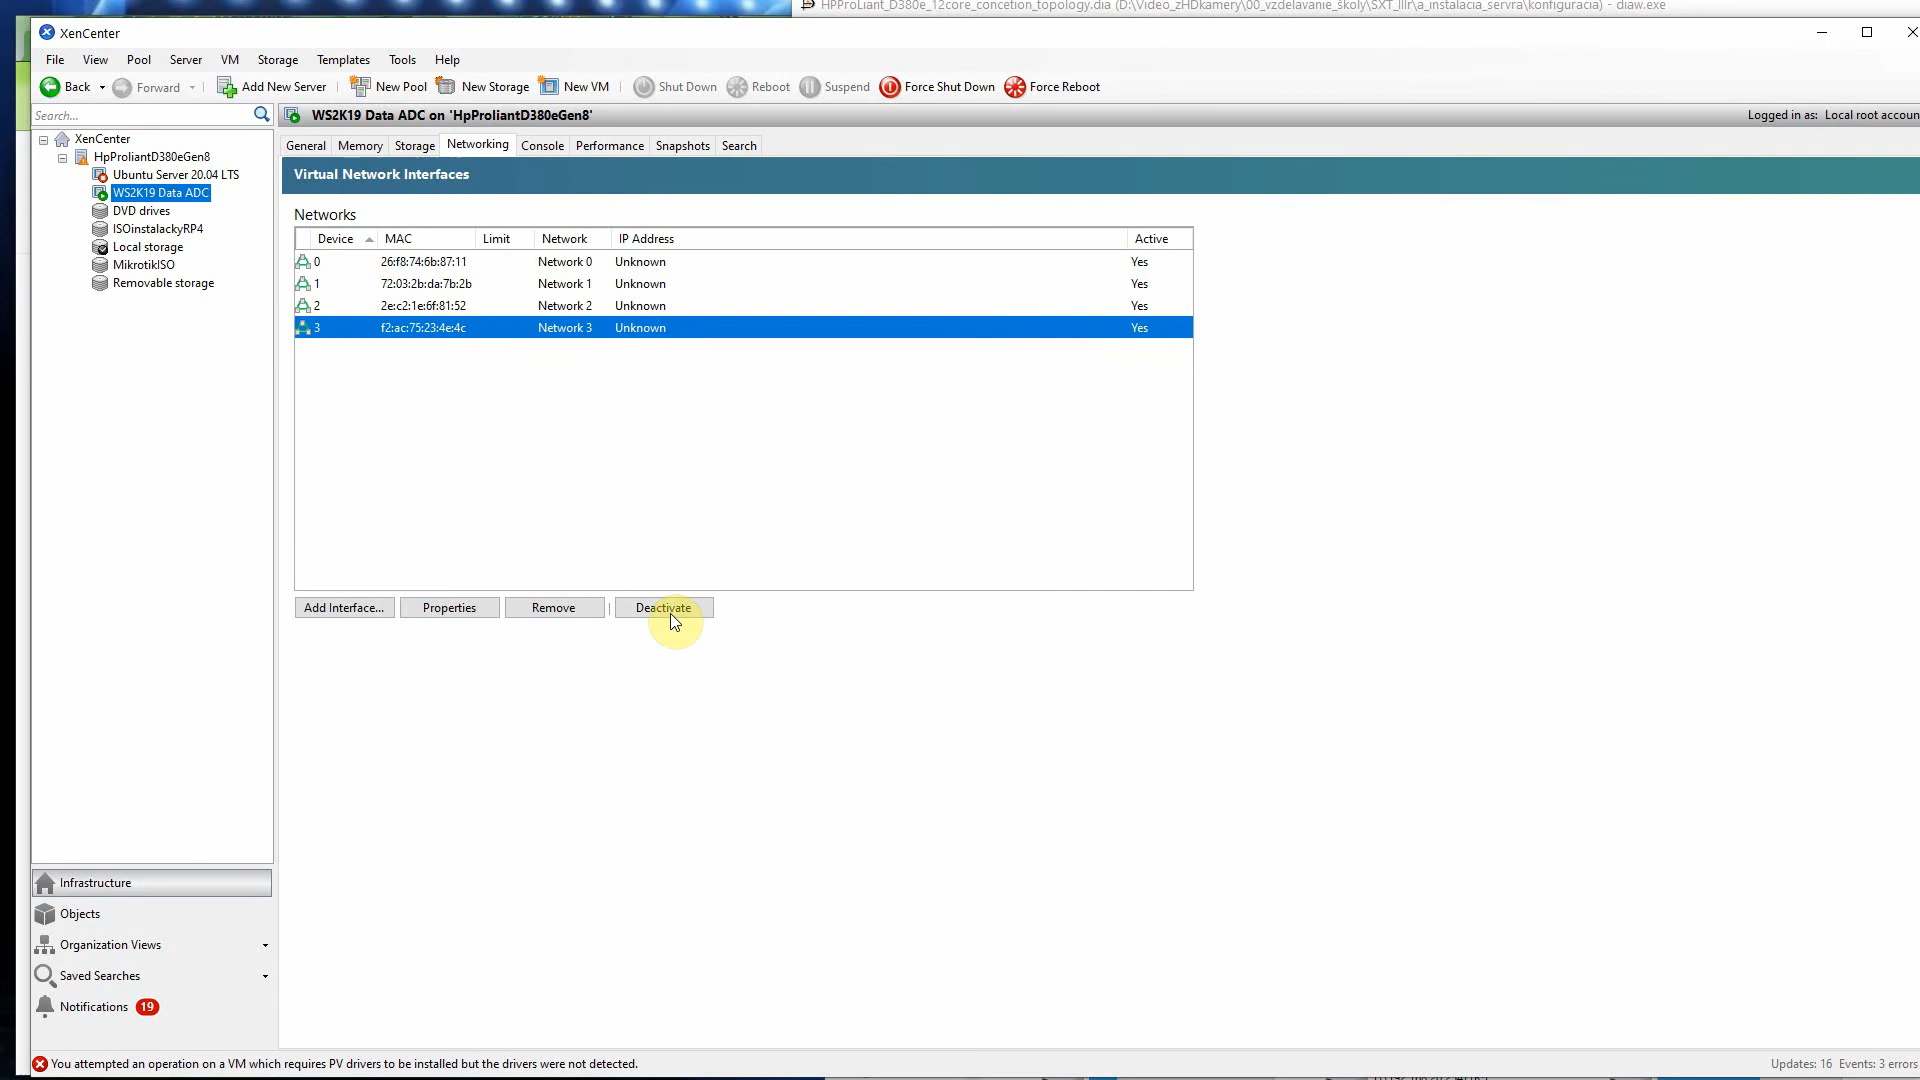 HPProLiant_D380e_12core_concetion_topology.dia (D:\Video_zHDkamery\00_vzdelavanie_školy\SXT_IIIr\a_instalacia_servra\konfiguracia) - diaw.exe
XenCenter
File View Pool Server VM Storage Templates Tools Help
Back Forward Add New Server New Pool New Storage New VM Shut Down Reboot Suspend Force Shut Down Force Reboot
Search...
WS2K19 Data ADC on 'HpProliantD380eGen8'
Logged in as: Local root accoun
XenCenter
HpProliantD380eGen8
Ubuntu Server 20.04 LTS
WS2K19 Data ADC
DVD drives
ISOinstalackyRP4
Local storage
MikrotikISO
Removable storage
General Memory Storage Networking Console Performance Snapshots Search
Virtual Network Interfaces
Networks
Device MAC Limit Network IP Address Active
0 26:f8:74:6b:87:11 Network 0 Unknown Yes
1 72:03:2b:da:7b:2b Network 1 Unknown Yes
2 2e:c2:1e:6f:81:52 Network 2 Unknown Yes
3 f2:ac:75:23:4e:4c Network 3 Unknown Yes
Add Interface... Properties Remove Deactivate
Infrastructure
Objects
Organization Views
Saved Searches
Notifications 19
You attempted an operation on a VM which requires PV drivers to be installed but the drivers were not detected.
Updates: 16 Events: 3 errors